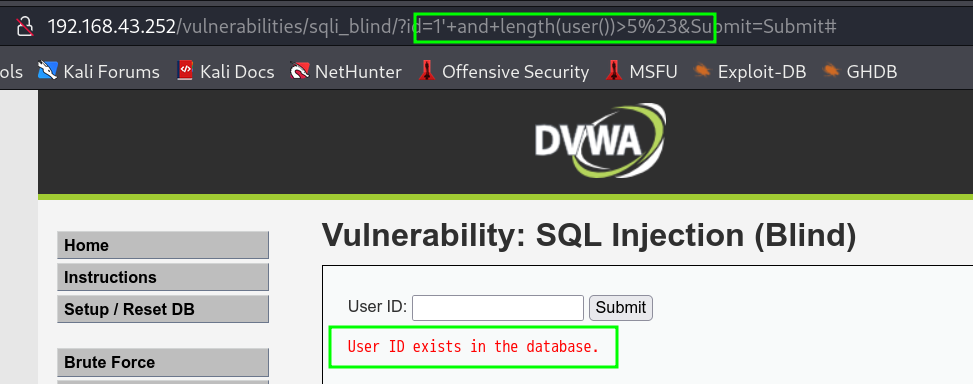 192.168.43.252/vulnerabilities/sqli_blind/?id=1'+and+length(user())>5%23&Submit=Submit#
ols Kali Forums Kali Docs NetHunter Offensive Security MSFU Exploit-DB GHDB
DVWA
Home
Instructions
Setup / Reset DB
Brute Force
Vulnerability: SQL Injection (Blind)
User ID: Submit
User ID exists in the database.